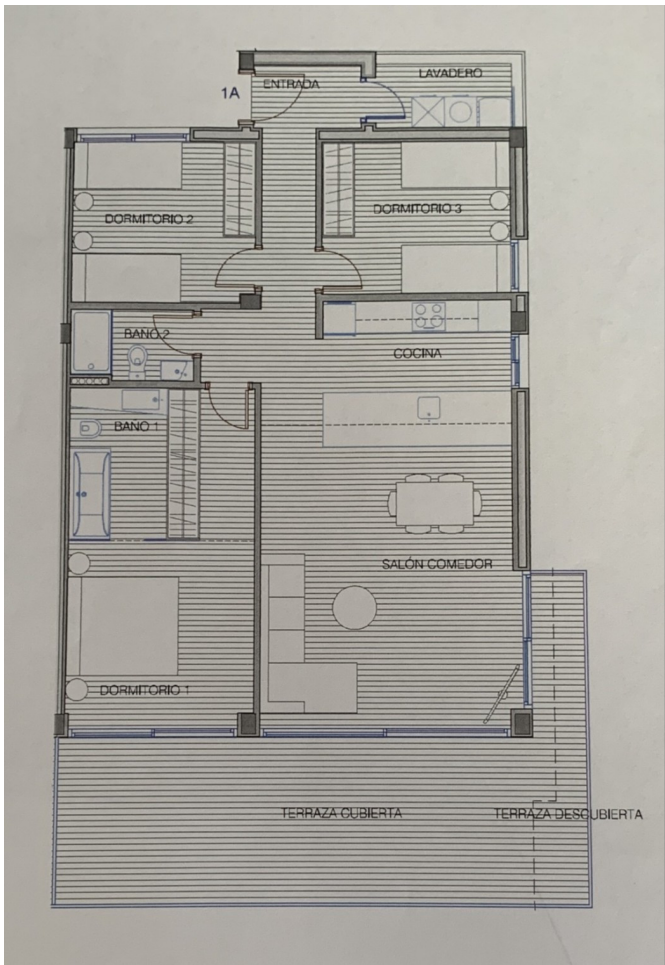 LAVADERO
ENTRADA
1A
DORMITORIO 2
DORMITORIO 3
BAÑO 2
COCINA
BAÑO 1
SALÓN COMEDOR
DORMITORIO 1
TERRAZA CUBIERTA
TERRAZA DESCUBIERTA